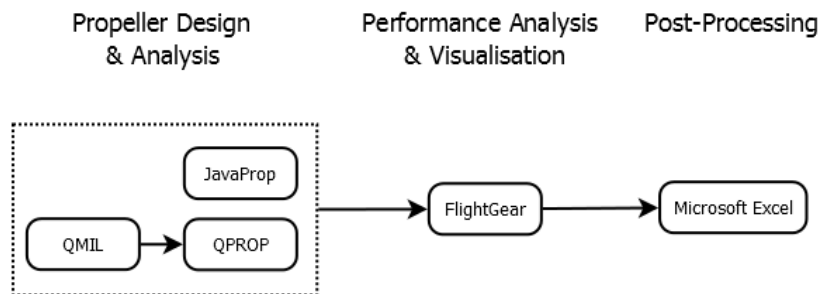 Propeller Design
& Analysis
Performance Analysis
& Visualisation
Post-Processing
JavaProp
QMIL
QPROP
FlightGear
Microsoft Excel